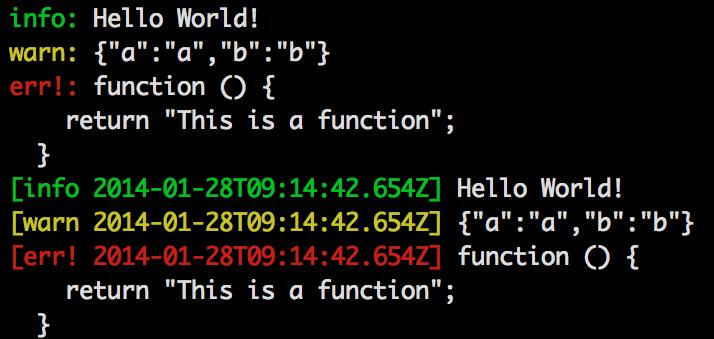 info: Hello World!
warn: {"a":"a","b":"b"}
err!: function () {
    return "This is a function";
  }
[info 2014-01-28T09:14:42.654Z] Hello World!
[warn 2014-01-28T09:14:42.654Z] {"a":"a","b":"b"}
[err! 2014-01-28T09:14:42.654Z] function () {
    return "This is a function";
  }